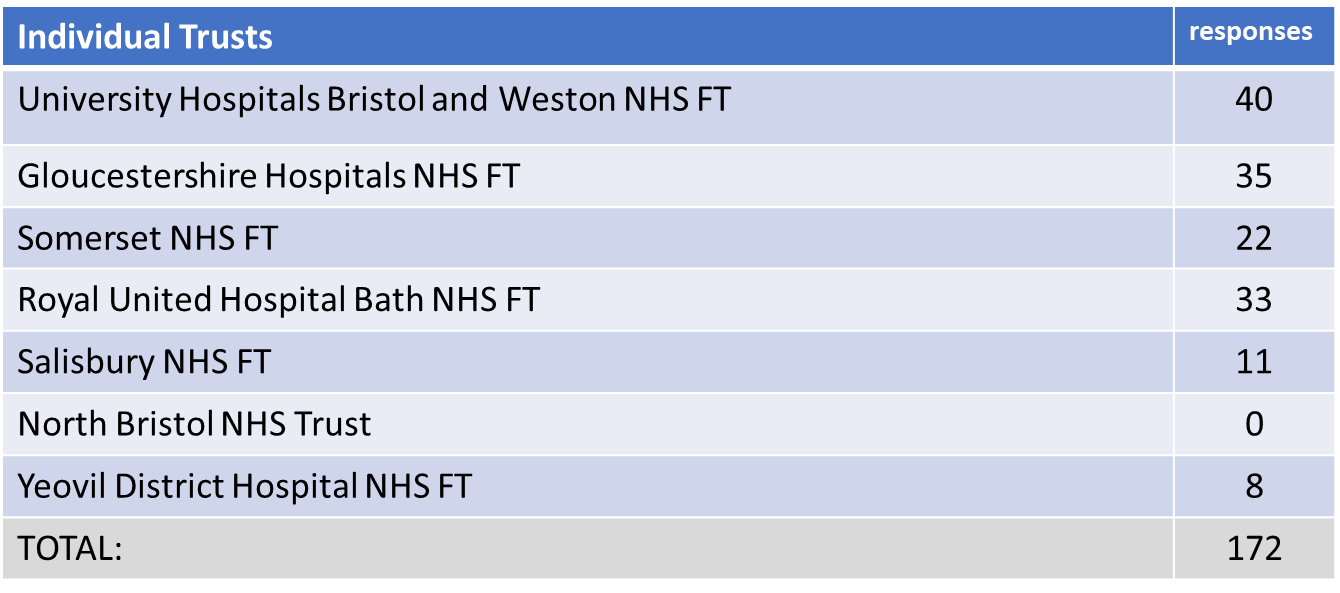 Individual Trusts responses
University Hospitals Bristol and Weston NHS FT 40
Gloucestershire Hospitals NHS FT 35
Somerset NHS FT 22
Royal United Hospital Bath NHS FT 33
Salisbury NHS FT 11
North Bristol NHS Trust 0
Yeovil District Hospital NHS FT 8
TOTAL: 172